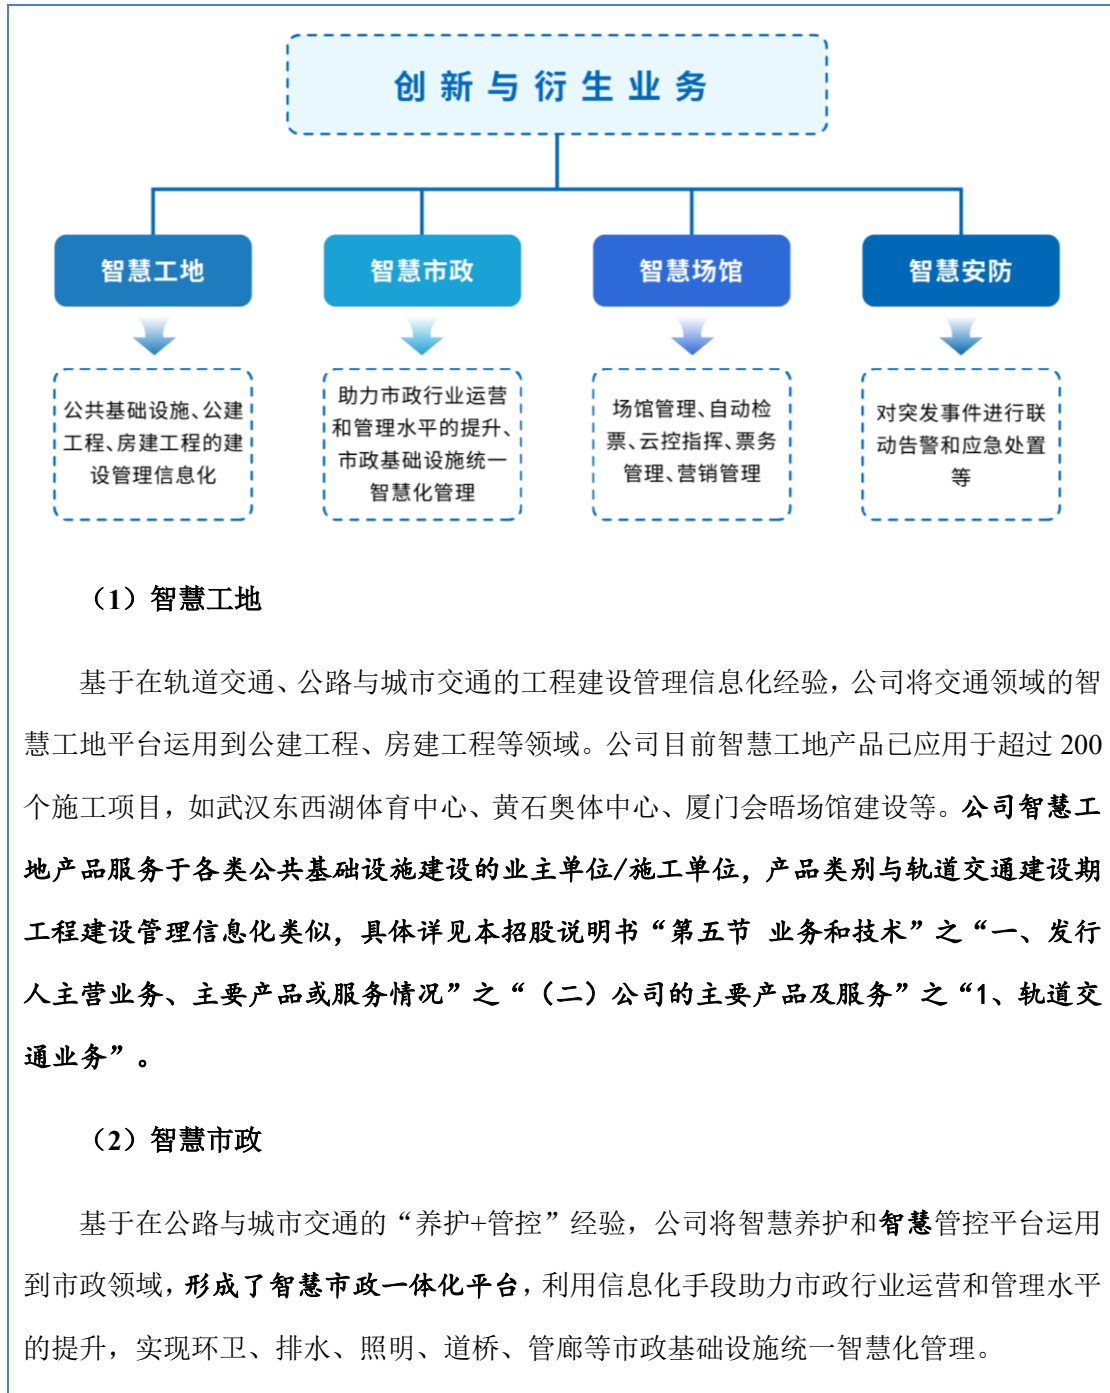 创新与衍生业务
智慧工地
智慧市政
智慧场馆
智慧安防
公共基础设施、公建
工程、房建工程的建
设管理信息化
助力市政行业运营
和管理水平的提升、
市政基础设施统一
智慧化管理
场馆管理、自动检
票、云控指挥、票务
管理、营销管理
对突发事件进行联
动告警和应急处置
等
（1）智慧工地
基于在轨道交通、公路与城市交通的工程建设管理信息化经验，公司将交通领域的智
慧工地平台运用到公建工程、房建工程等领域。公司目前智慧工地产品已应用于超过 200
个施工项目，如武汉东西湖体育中心、黄石奥体中心、厦门会晤场馆建设等。公司智慧工
地产品服务于各类公共基础设施建设的业主单位/施工单位，产品类别与轨道交通建设期
工程建设管理信息化类似，具体详见本招股说明书“第五节 业务和技术”之“一、发行
人主营业务、主要产品或服务情况”之“（二）公司的主要产品及服务”之“1、轨道交
通业务”。
（2）智慧市政
基于在公路与城市交通的“养护+管控”经验，公司将智慧养护和智慧管控平台运用
到市政领域，形成了智慧市政一体化平台，利用信息化手段助力市政行业运营和管理水平
的提升，实现环卫、排水、照明、道桥、管廊等市政基础设施统一智慧化管理。